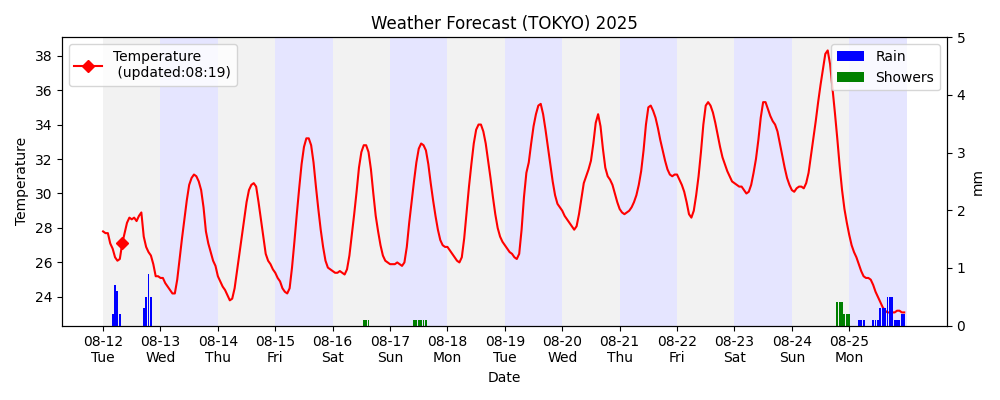 Weather Forecast (TOKYO) 2025
Temperature
(updated:08:19)
Rain
Showers
38
36
34
32
30
28
26
24
Temperature
5
4
3
2
1
0
mm
08-12 08-13 08-14 08-15 08-16 08-17 08-18 08-19 08-20 08-21 08-22 08-23 08-24 08-25
Tue Wed Thu Fri Sat Sun Mon Tue Wed Thu Fri Sat Sun Mon
Date